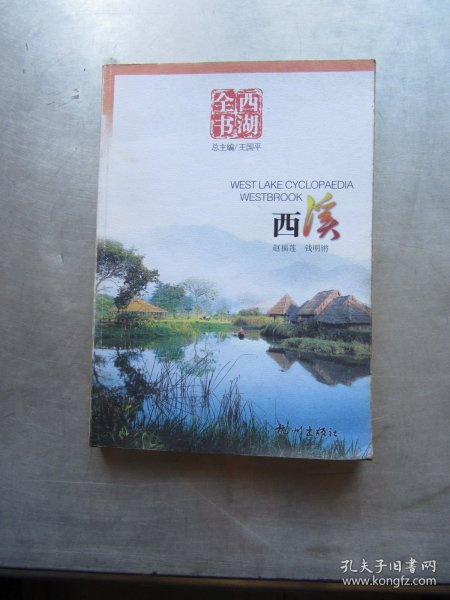 西湖全书
总主编/王国平
WEST LAKE CYCLOPAEDIA
WESTBROOK
西溪
赵福莲 钱明锵
杭州出版社
孔夫子旧书网
www.kongfz.com